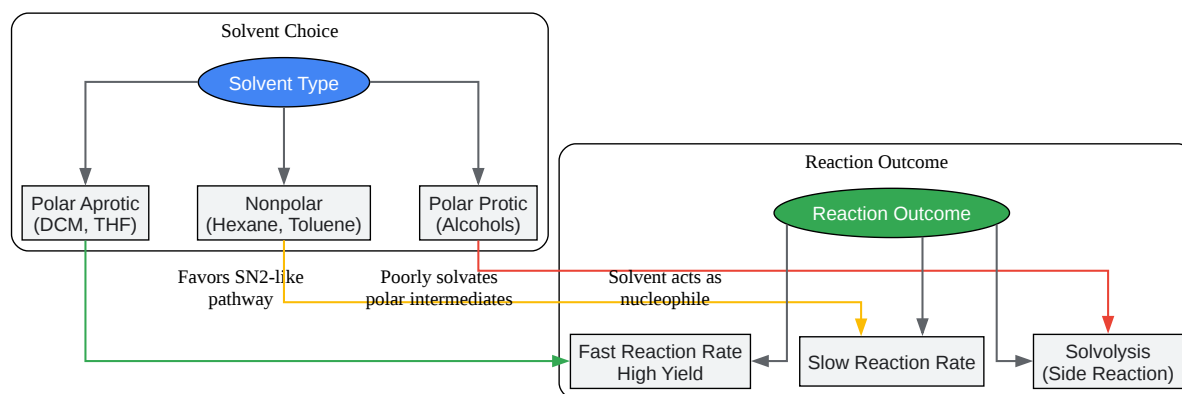 Solvent Choice
Solvent Type
Polar Aprotic
(DCM, THF)
Nonpolar
(Hexane, Toluene)
Polar Protic
(Alcohols)
Reaction Outcome
Reaction Outcome
Favors SN2-like
pathway
Poorly solvates
polar intermediates
Solvent acts as
nucleophile
Fast Reaction Rate
High Yield
Slow Reaction Rate
Solvolysis
(Side Reaction)